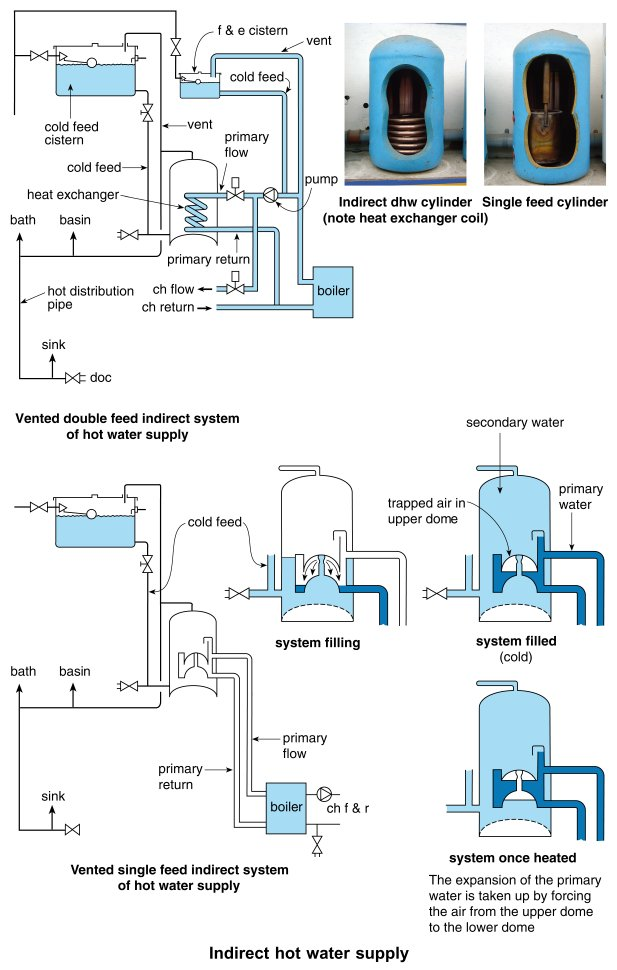 f & e cistern
vent
cold feed
cold feed
cistern
vent
primary
flow
cold feed
pump
heat exchanger
Indirect dhw cylinder
(note heat exchanger coil)
Single feed cylinder
bath
basin
primary return
hot distribution
pipe
ch flow
ch return
boiler
sink
doc
Vented double feed indirect system
of hot water supply
secondary water
trapped air in
upper dome
primary
water
cold feed
system filling
system filled
(cold)
bath
basin
primary
flow
primary
return
sink
boiler
ch f & r
Vented single feed indirect system
of hot water supply
system once heated
The expansion of the primary
water is taken up by forcing
the air from the upper dome
to the lower dome
Indirect hot water supply